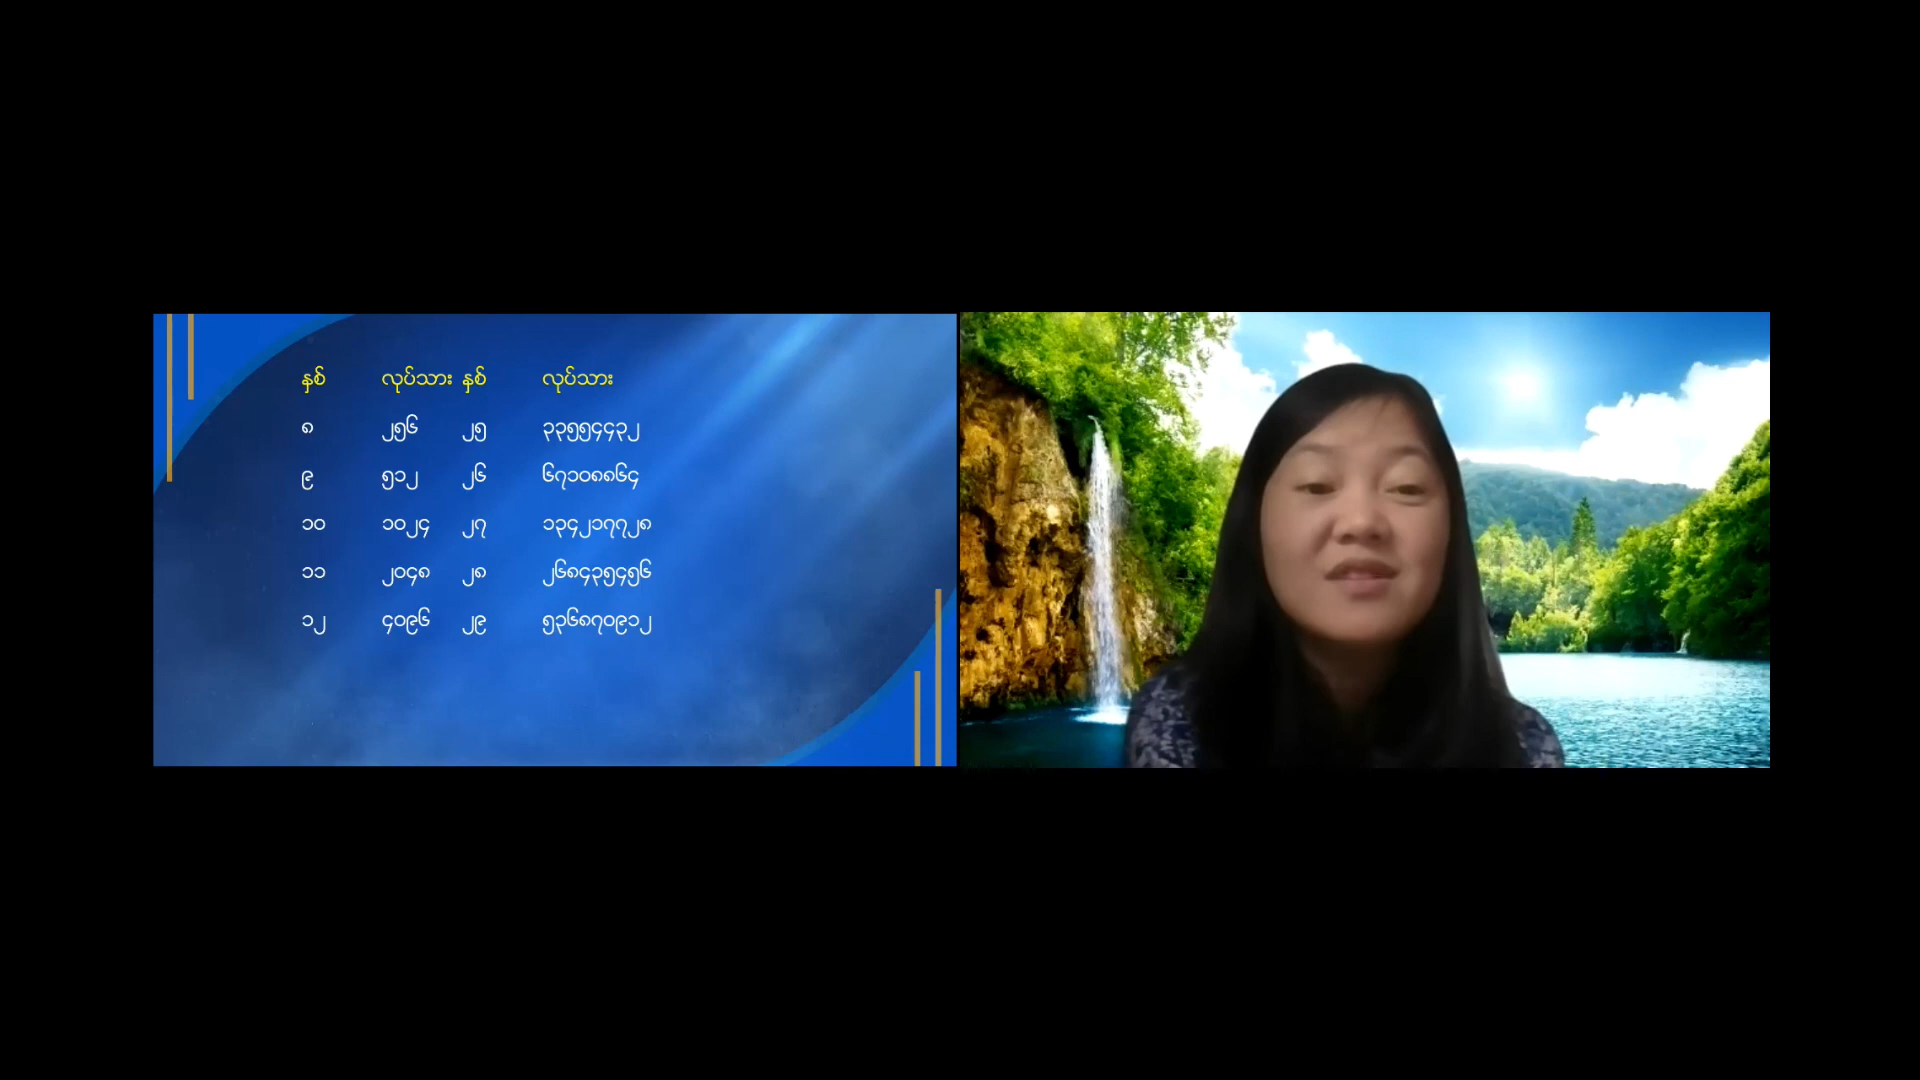 နှစ် လုပ်သား နှစ် လုပ်သား
၈ ၂၅၆ ၂၅ ၃၃၅၅၄၄၃၂
၉ ၅၁၂ ၂၆ ၆၇၁၀၈၈၆၄
၁၀ ၁၀၂၄ ၂၇ ၁၃၄၂၁၇၇၂၈
၁၁ ၂၀၄၈ ၂၈ ၂၆၈၄၃၅၄၅၆
၁၂ ၄၀၉၆ ၂၉ ၅၃၆၈၇၀၉၁၂